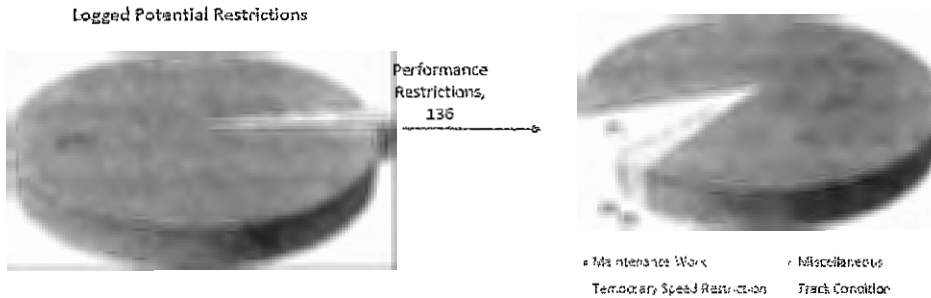 Logged Potential Restrictions
Performance
Restrictions,
136
Maintenance Work
Miscellaneous
Temporary Speed Restriction
Track Condition